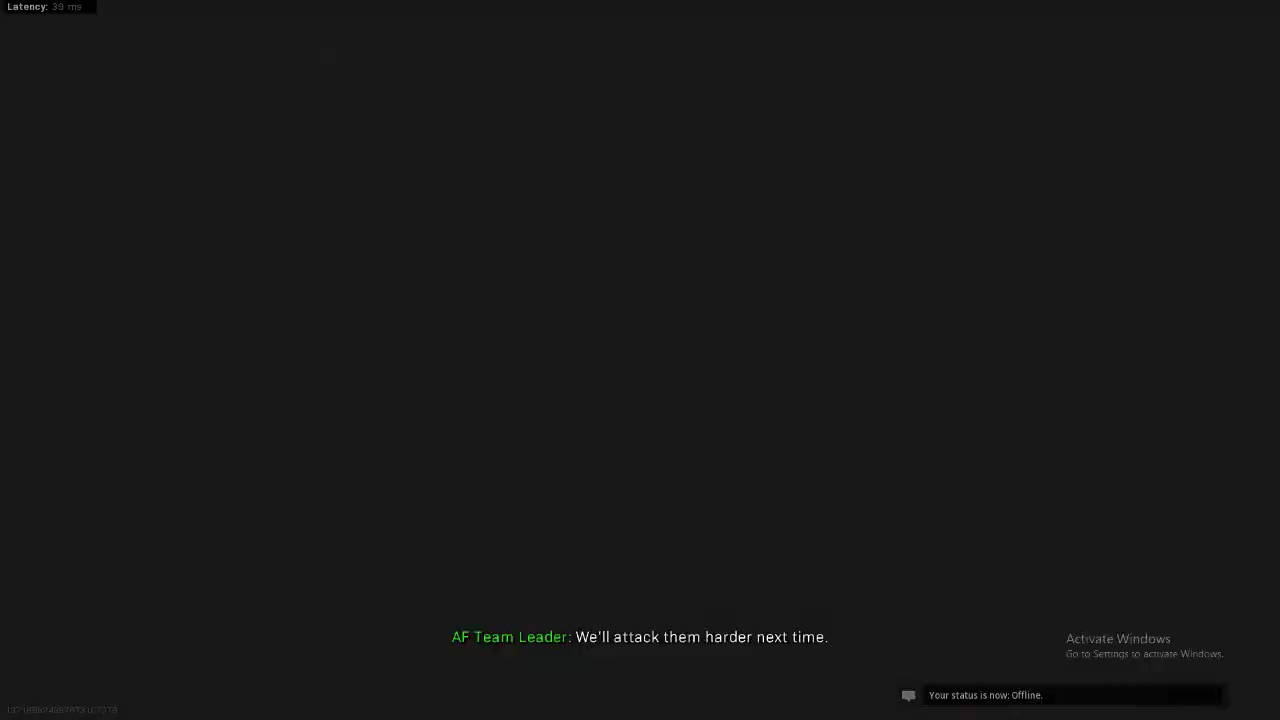 Latency: 39 ms
AF Team Leader: We'll attack them harder next time.
Activate Windows
Go to Settings to activate Windows.
Your status is now: Offline.